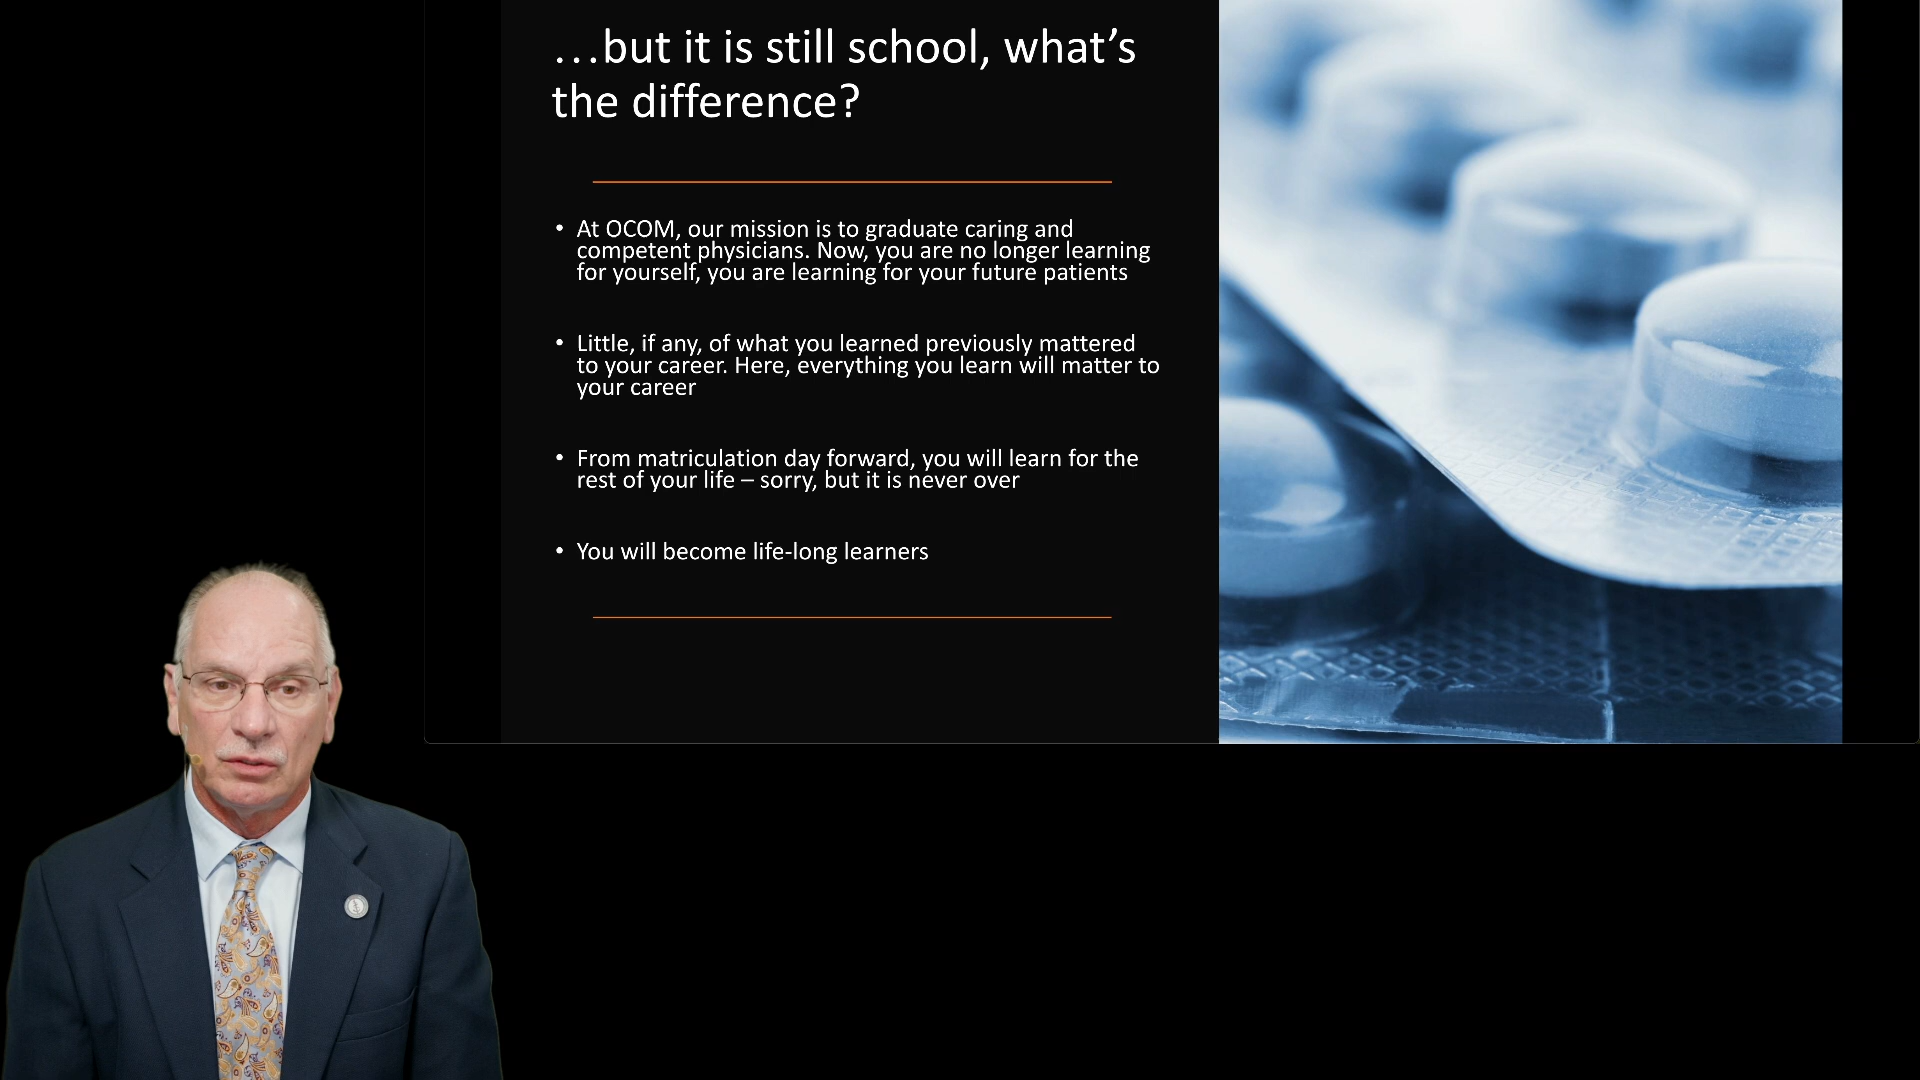 …but it is still school, what’s
the difference?
• At OCOM, our mission is to graduate caring and
competent physicians. Now, you are no longer learning
for yourself, you are learning for your future patients
• Little, if any, of what you learned previously mattered
to your career. Here, everything you learn will matter to
your career
• From matriculation day forward, you will learn for the
rest of your life – sorry, but it is never over
• You will become life-long learners